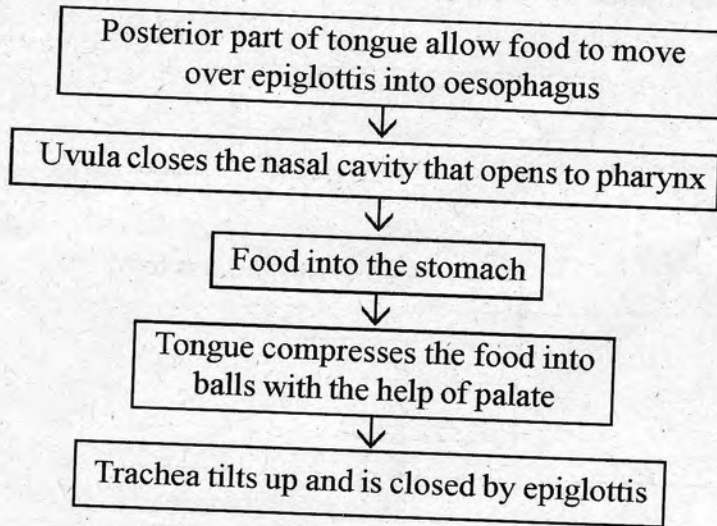 Posterior part of tongue allow food to move
over epiglottis into oesophagus
Uvula closes the nasal cavity that opens to pharynx
Food into the stomach
Tongue compresses the food into
balls with the help of palate
Trachea tilts up and is closed by epiglottis